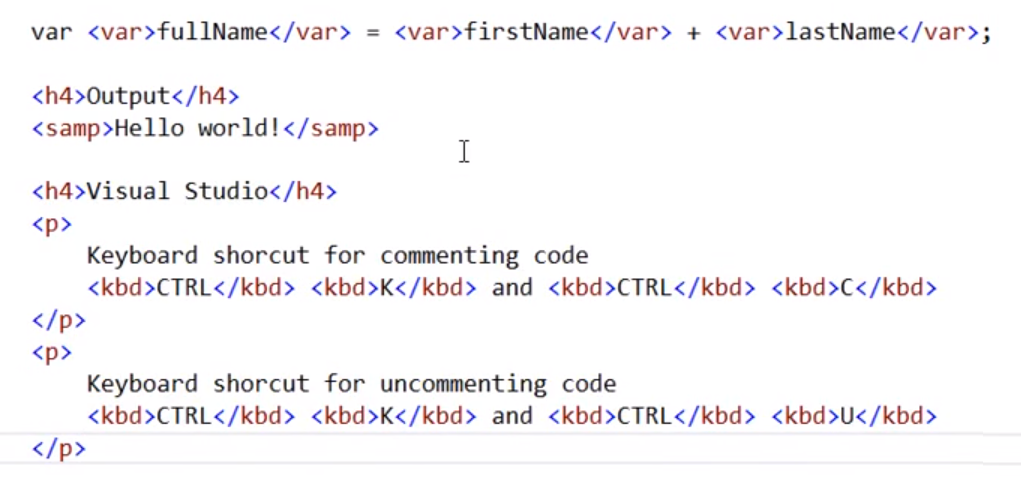 var <var>fullName</var> = <var>firstName</var> + <var>lastName</var>;
<h4>Output</h4>
<samp>Hello world!</samp>
<h4>Visual Studio</h4>
<p>
Keyboard shorcut for commenting code
<kbd>CTRL</kbd> <kbd>K</kbd> and <kbd>CTRL</kbd> <kbd>C</kbd>
</p>
<p>
Keyboard shorcut for uncommenting code
<kbd>CTRL</kbd> <kbd>K</kbd> and <kbd>CTRL</kbd> <kbd>U</kbd>
</p>